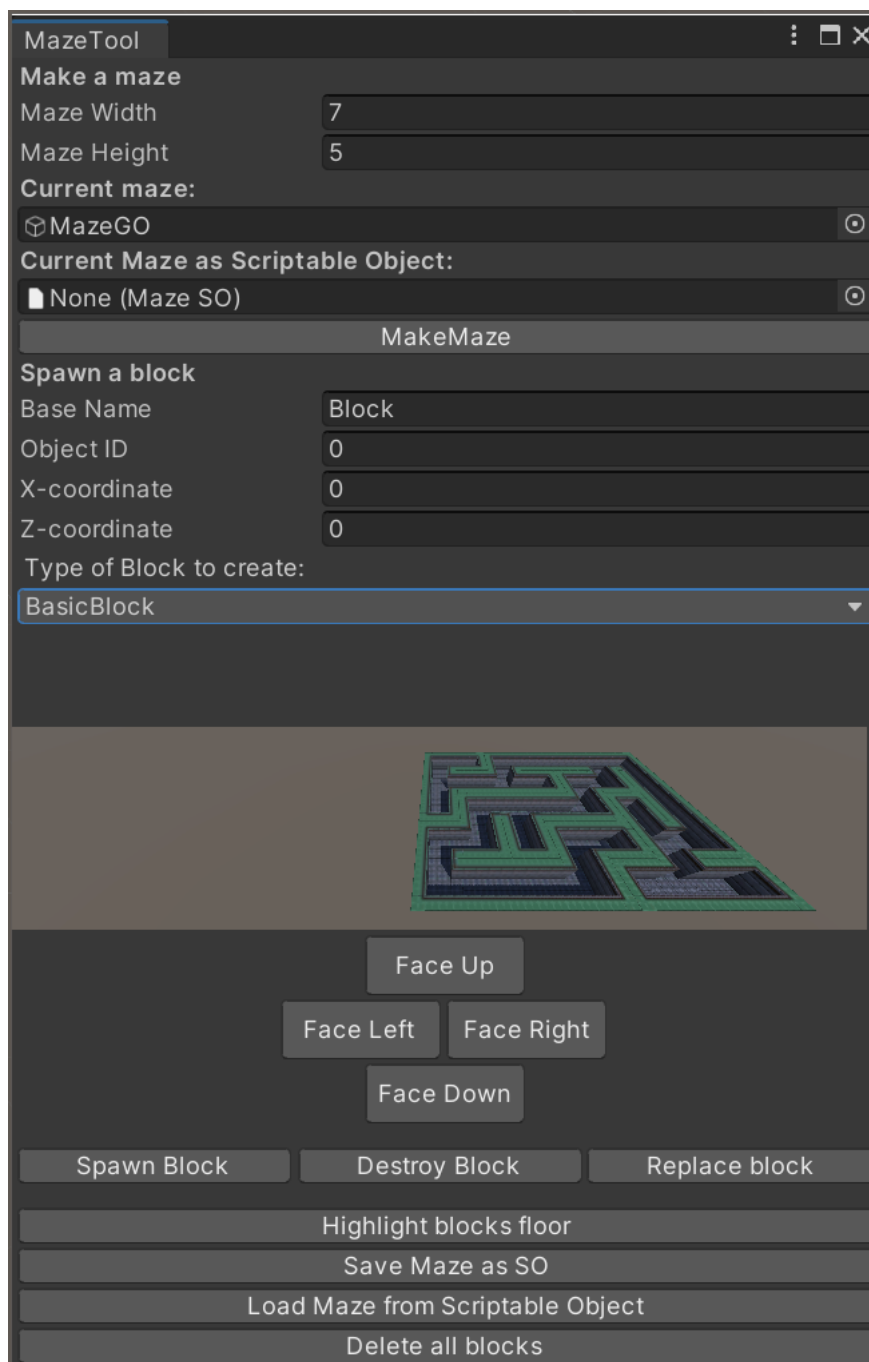 MazeTool
Make a maze
Maze Width 7
Maze Height 5
Current maze:
MazeGO
Current Maze as Scriptable Object:
None (Maze SO)
MakeMaze
Spawn a block
Base Name Block
Object ID 0
X-coordinate 0
Z-coordinate 0
Type of Block to create:
BasicBlock
Face Up
Face Left Face Right
Face Down
Spawn Block Destroy Block Replace block
Highlight blocks floor
Save Maze as SO
Load Maze from Scriptable Object
Delete all blocks